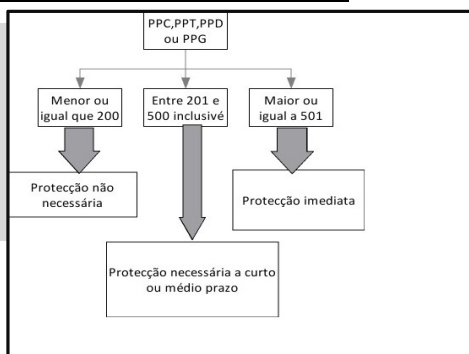 PPC,PPT,PPD
ou PPG
Menor ou
igual que 200
Entre 201 e
500 inclusivé
Maior ou
igual a 501
Protecção não
necessária
Protecção imediata
Protecção necessária a curto
ou médio prazo